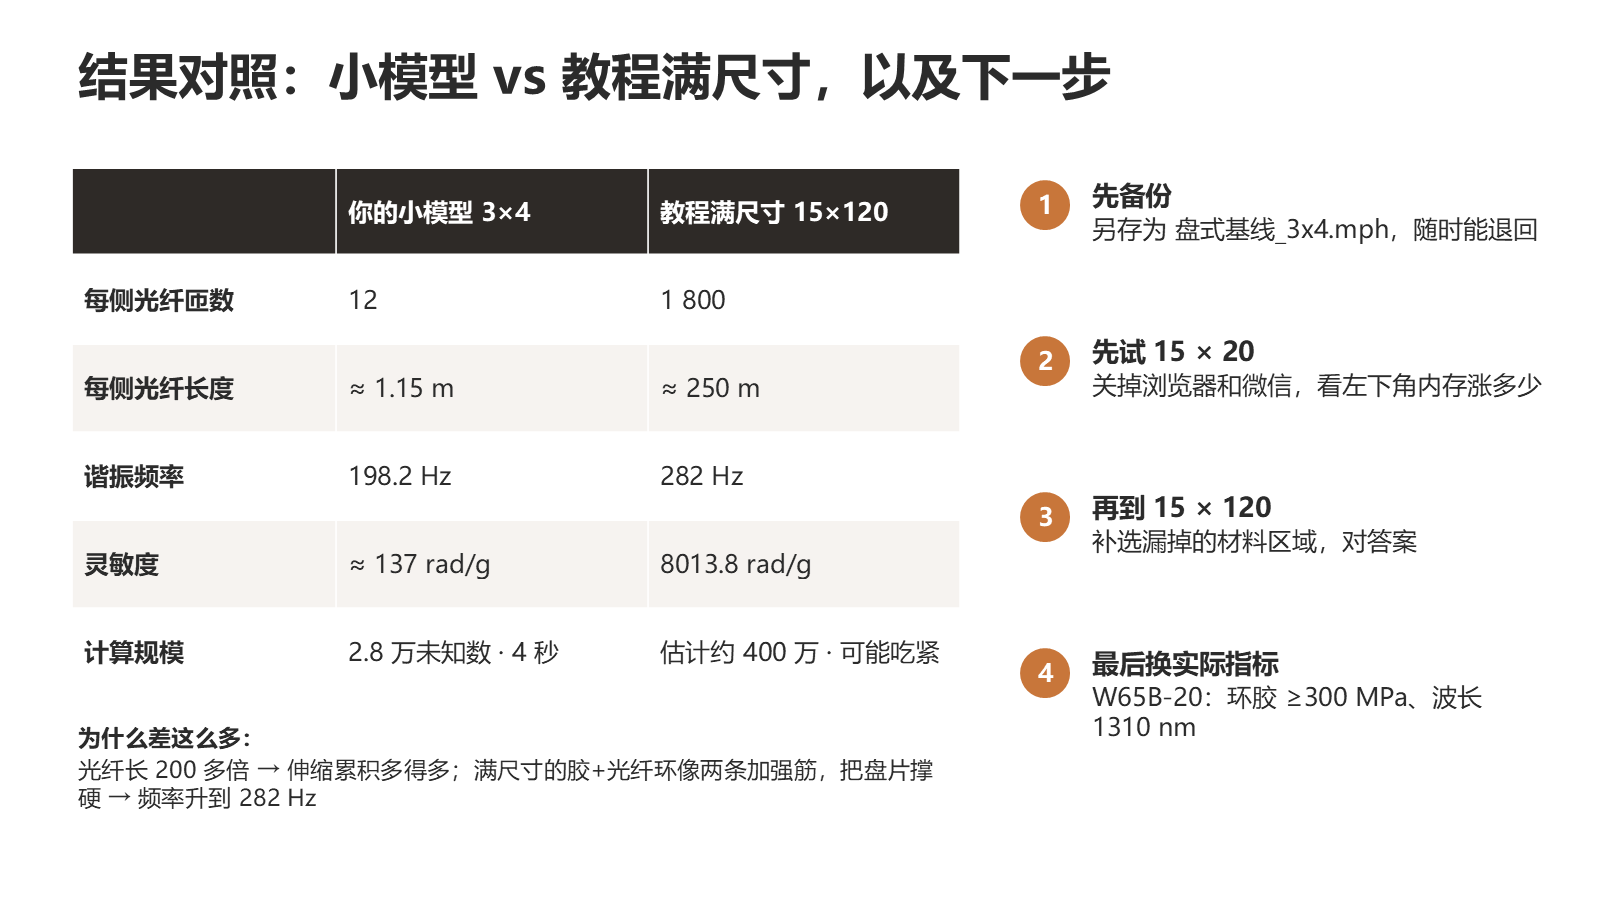 结果对照：小模型 vs 教程满尺寸，以及下一步
你的小模型 3×4
教程满尺寸 15×120
每侧光纤匝数
12
1 800
每侧光纤长度
≈ 1.15 m
≈ 250 m
谐振频率
198.2 Hz
282 Hz
灵敏度
≈ 137 rad/g
8013.8 rad/g
计算规模
2.8 万未知数 · 4 秒
估计约 400 万 · 可能吃紧
为什么差这么多：
光纤长 200 多倍 → 伸缩累积多得多；满尺寸的胶+光纤环像两条加强筋，把盘片撑
硬 → 频率升到 282 Hz
1
先备份
另存为 盘式基线_3x4.mph，随时能退回
2
先试 15 × 20
关掉浏览器和微信，看左下角内存涨多少
3
再到 15 × 120
补选漏掉的材料区域，对答案
4
最后换实际指标
W65B-20：环胶 ≥300 MPa、波长
1310 nm